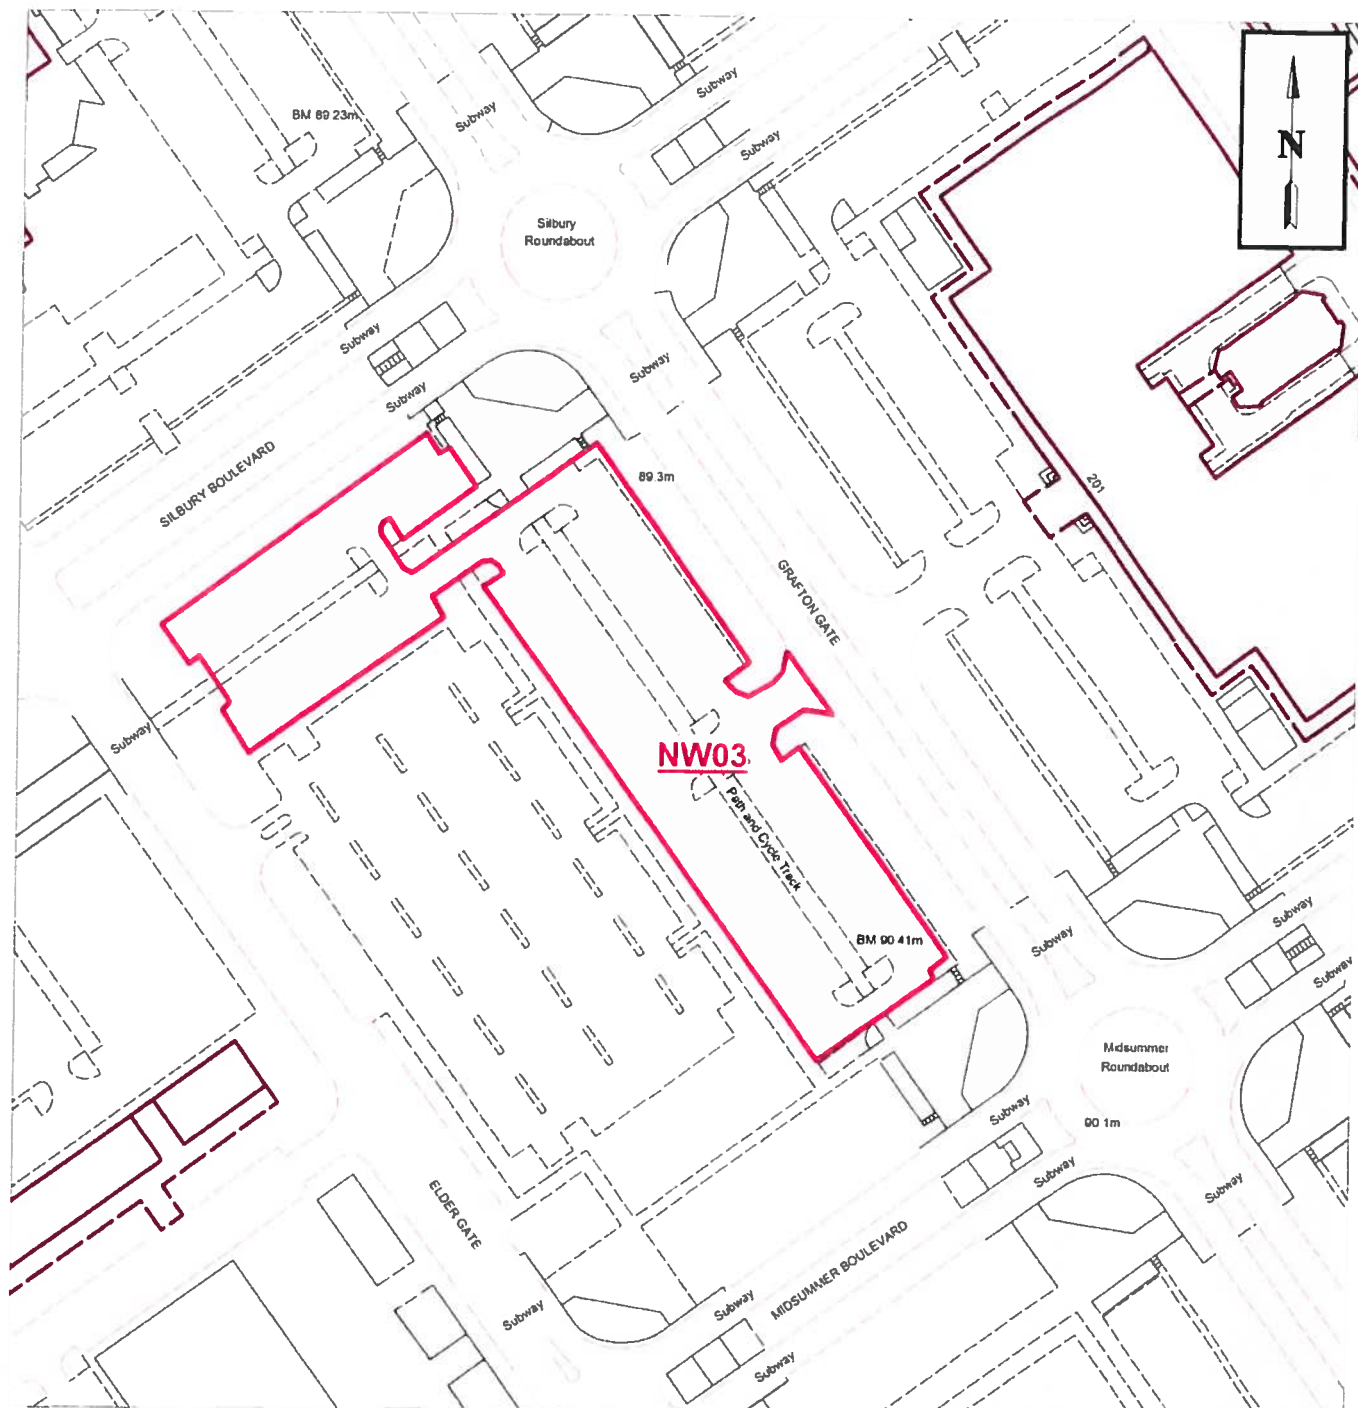 Subway
Subway
BM 89 23m
Subway
N
Silbury
Roundabout
Subway
Subway
Subway
SILBURY BOULEVARD
89.3m
201
GRAFTON GATE
Subway
NW03
Path and Cycle Track
BM 90 41m
Subway
Subway
Subway
Midsummer
Roundabout
Subway
90 1m
Subway
Subway
ELDER GATE
MIDSUMMER BOULEVARD
Subway
Subway
Subway